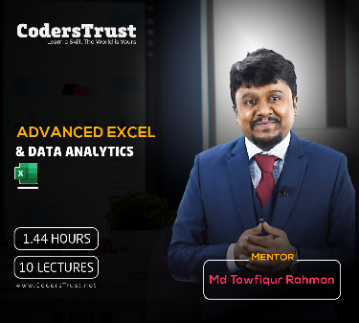 CodersTrust
Learn a Skill, The World is Yours
ADVANCED EXCEL
& DATA ANALYTICS
X
1.44 HOURS
10 LECTURES
www.CodersTrust.net
MENTOR
Md Towfiqur Rahman